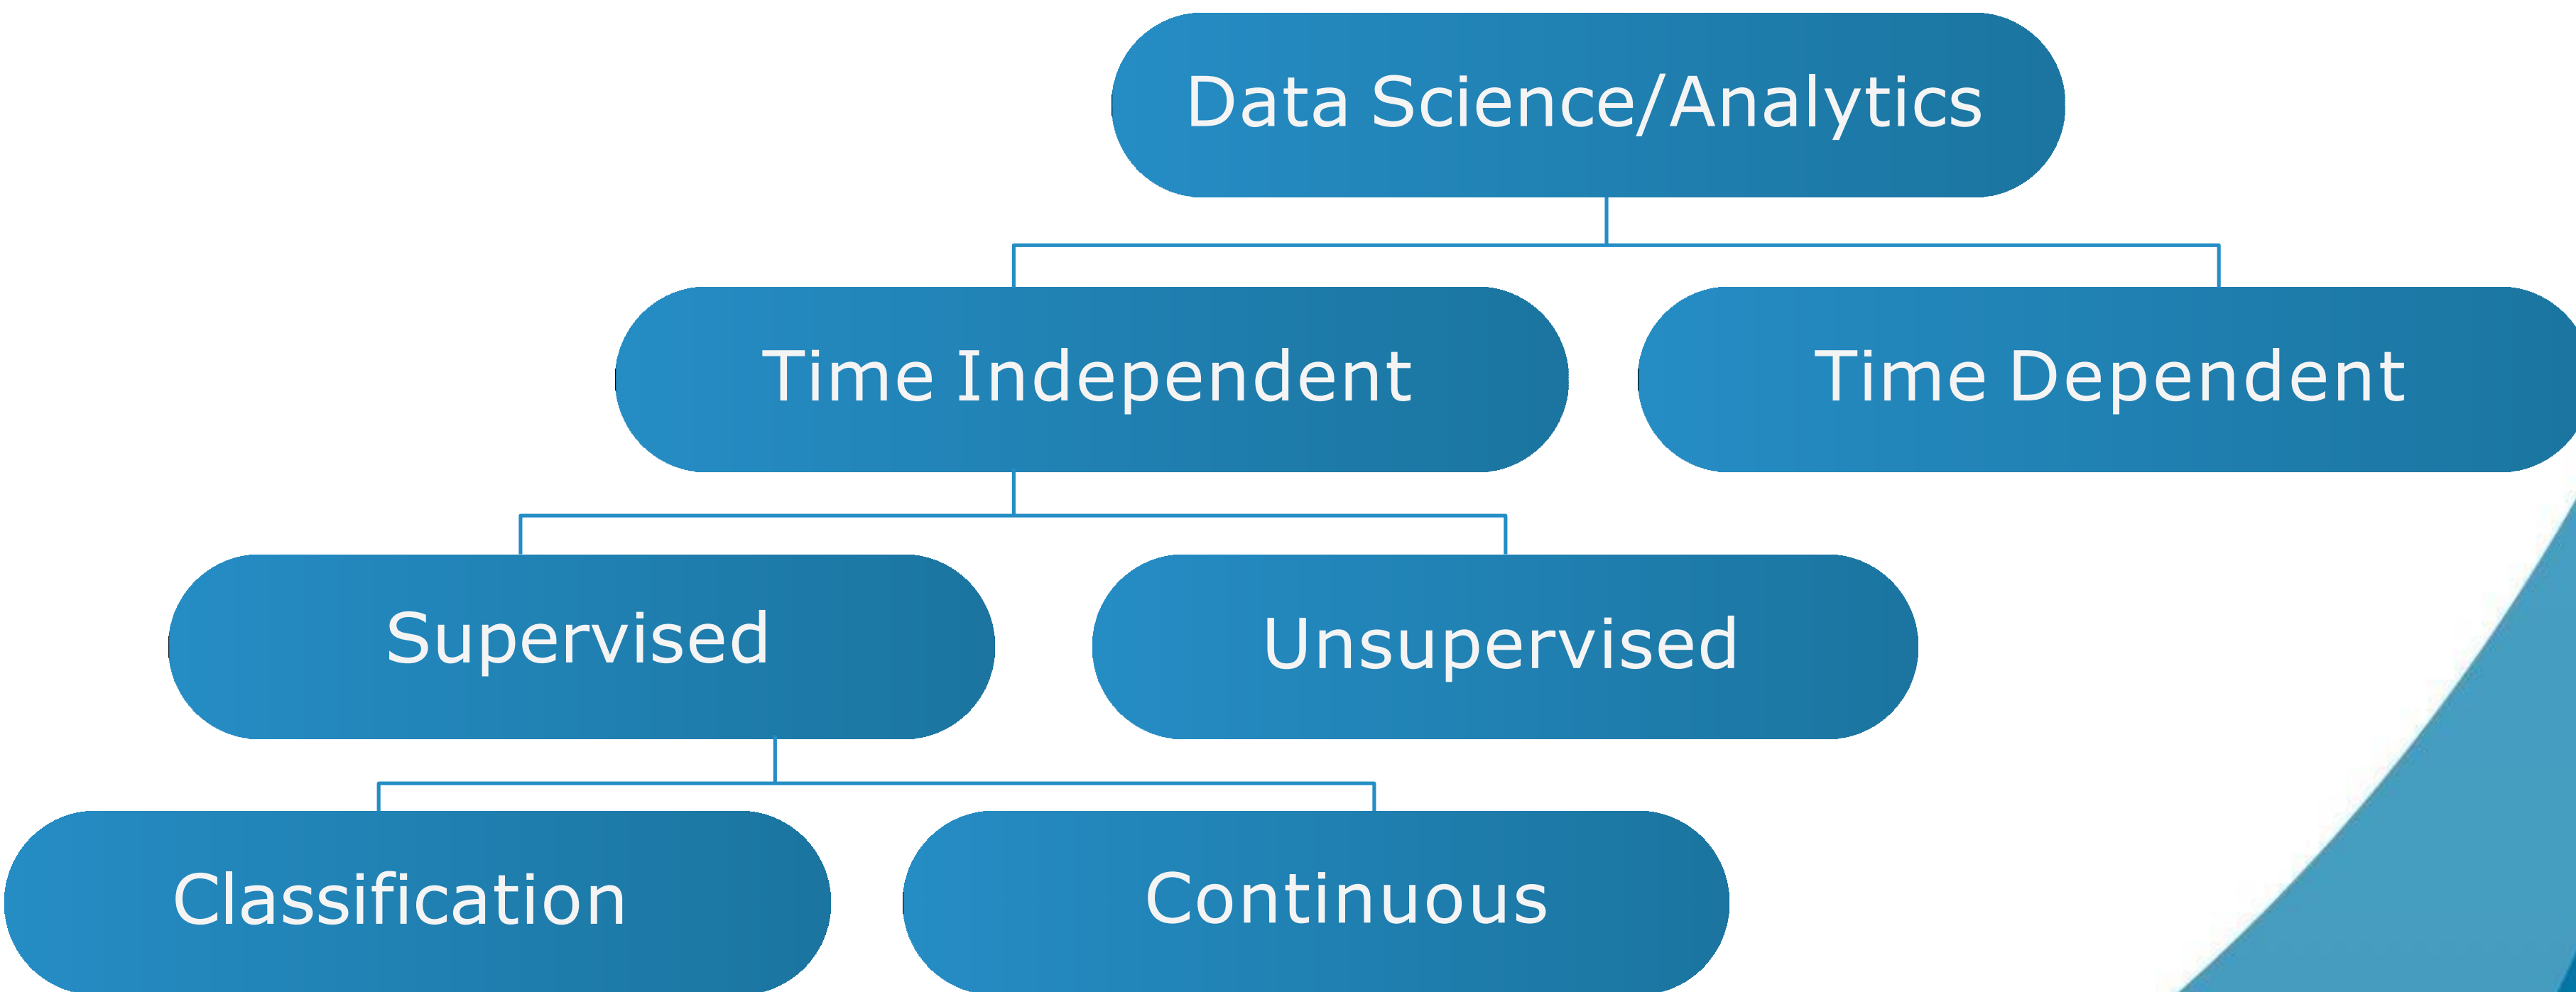 Data Science/Analytics
Time Independent
Time Dependent
Supervised
Unsupervised
Classification
Continuous